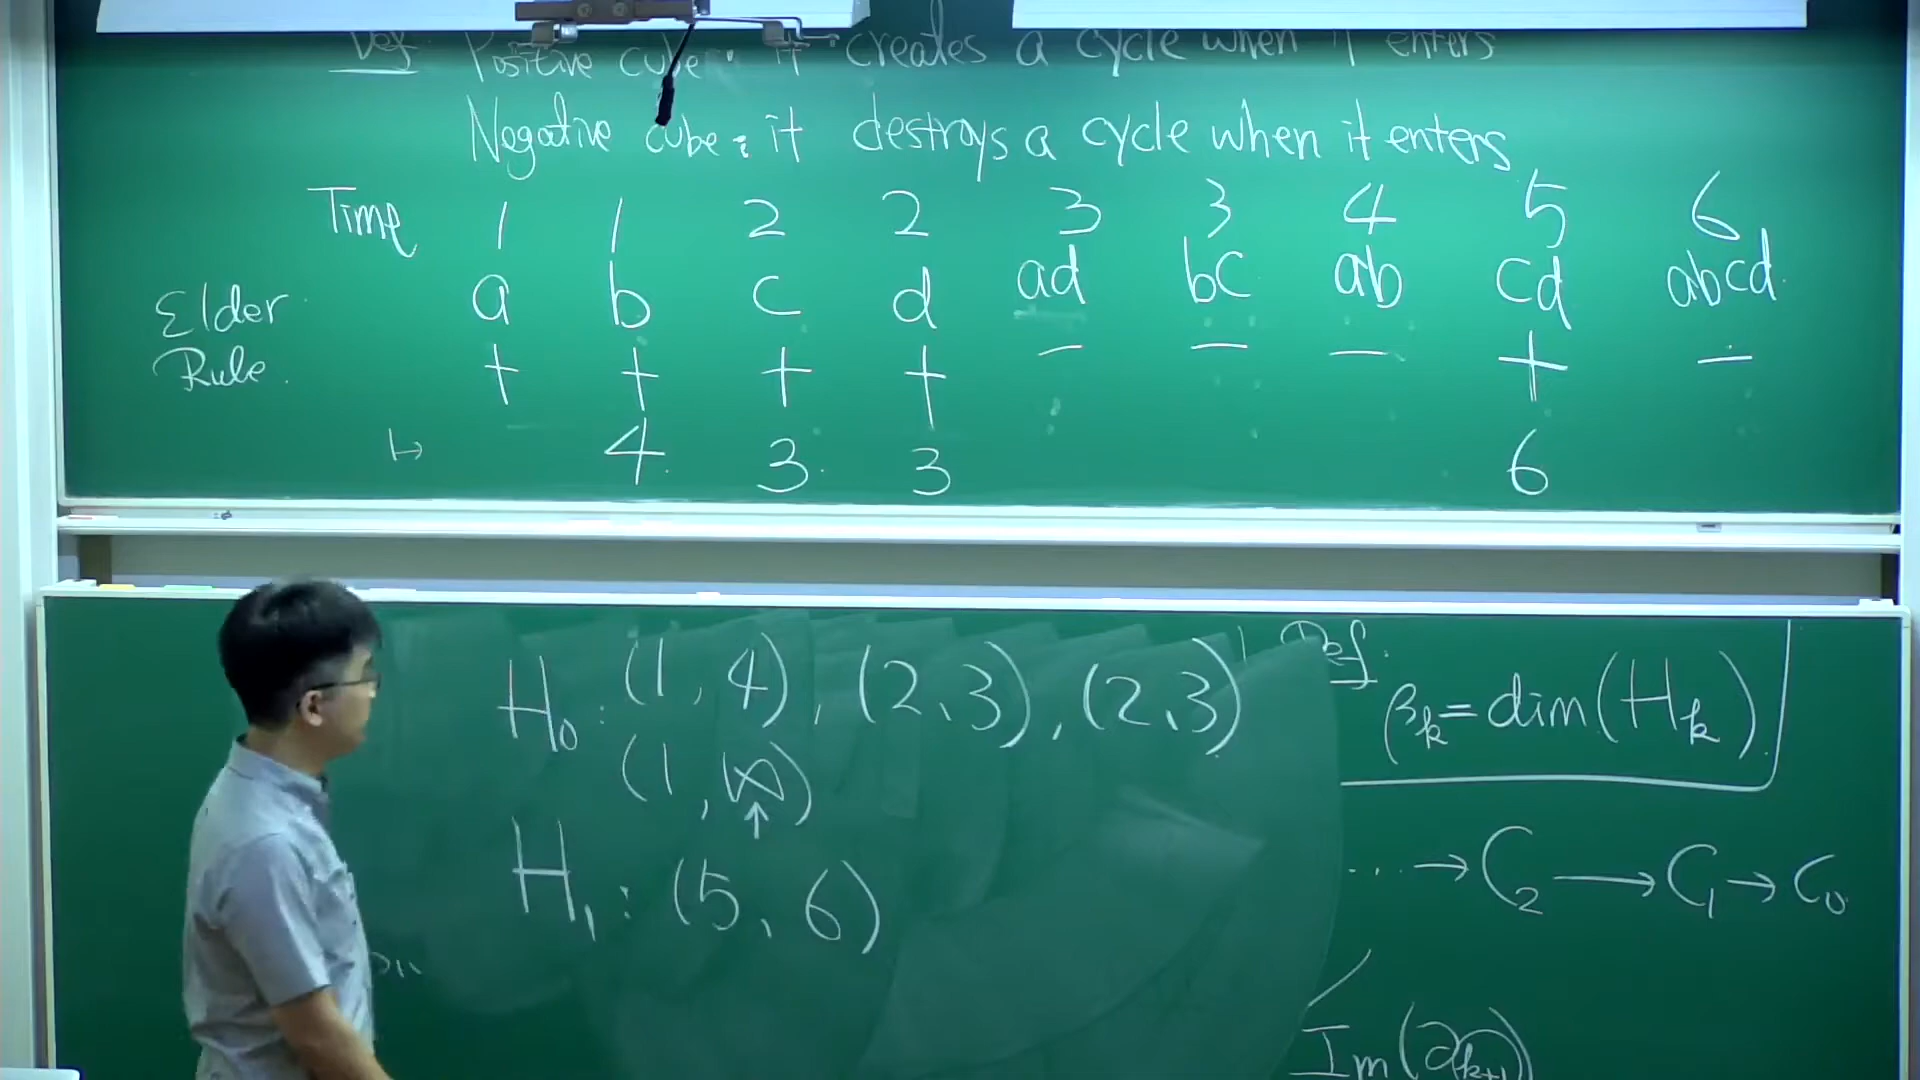 Def. Positive cube: it creates a cycle when it enters
Negative cube: it destroys a cycle when it enters
Time 1 1 2 2 3 3 4 5 6
Elder a b c d ad bc ab cd abcd
Rule. + + + + − − − + −
↦ 4 3 3 6
H₀: (1, 4), (2, 3), (2, 3)
(1, ∞)
↑
H₁: (5, 6)
Def.
βₖ = dim(Hₖ)
... → C₂ → C₁ → C₀
Im(∂ₖ₊₁)